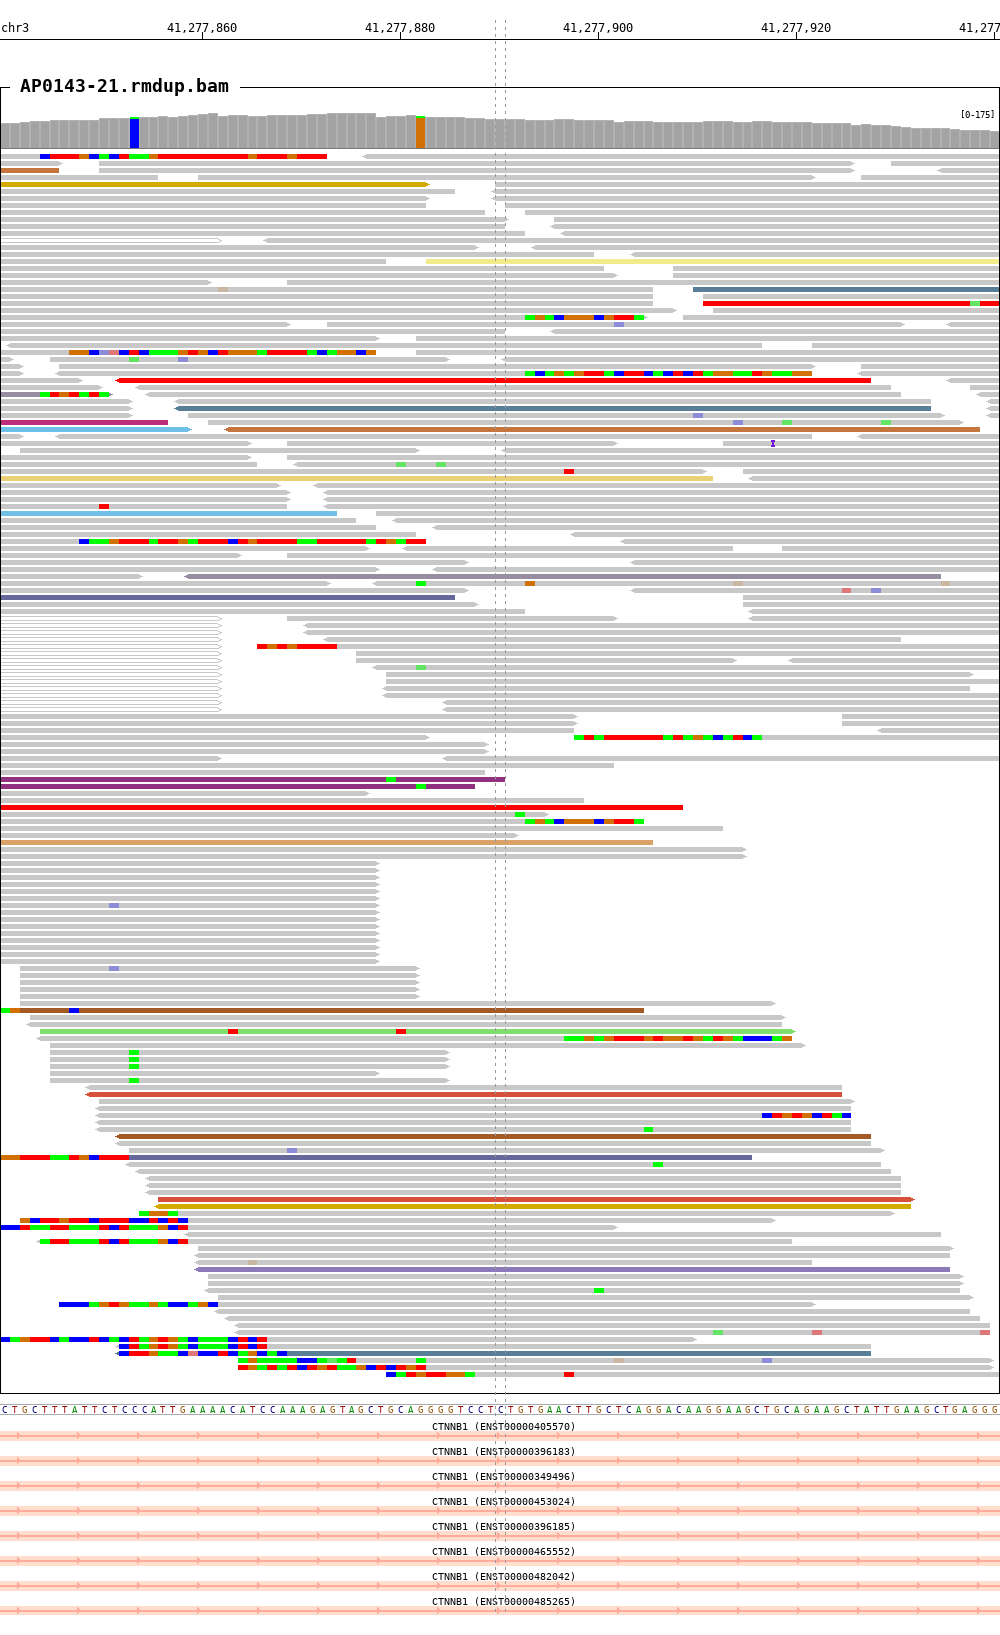 chr3 41,277,860 41,277,880 41,277,900 41,277,920 41,277
AP0143-21.rmdup.bam
[0-175]
C T G C T T T A T T C T C C C A T T G A A A A C A T C C A A A G A G T A G C T G C A G G G G T C C T C T G T G A A C T T G C T C A G G A C A A G G A A G C T G C A G A A G C T A T T G A A G C T G A G G G
CTNNB1 (ENST00000405570)
CTNNB1 (ENST00000396183)
CTNNB1 (ENST00000349496)
CTNNB1 (ENST00000453024)
CTNNB1 (ENST00000396185)
CTNNB1 (ENST00000465552)
CTNNB1 (ENST00000482042)
CTNNB1 (ENST00000485265)